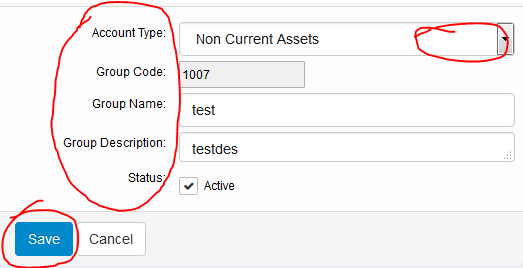 Account Type: Non Current Assets
Group Code: 1007
Group Name: test
Group Description: testdes
Status: Active
Save Cancel